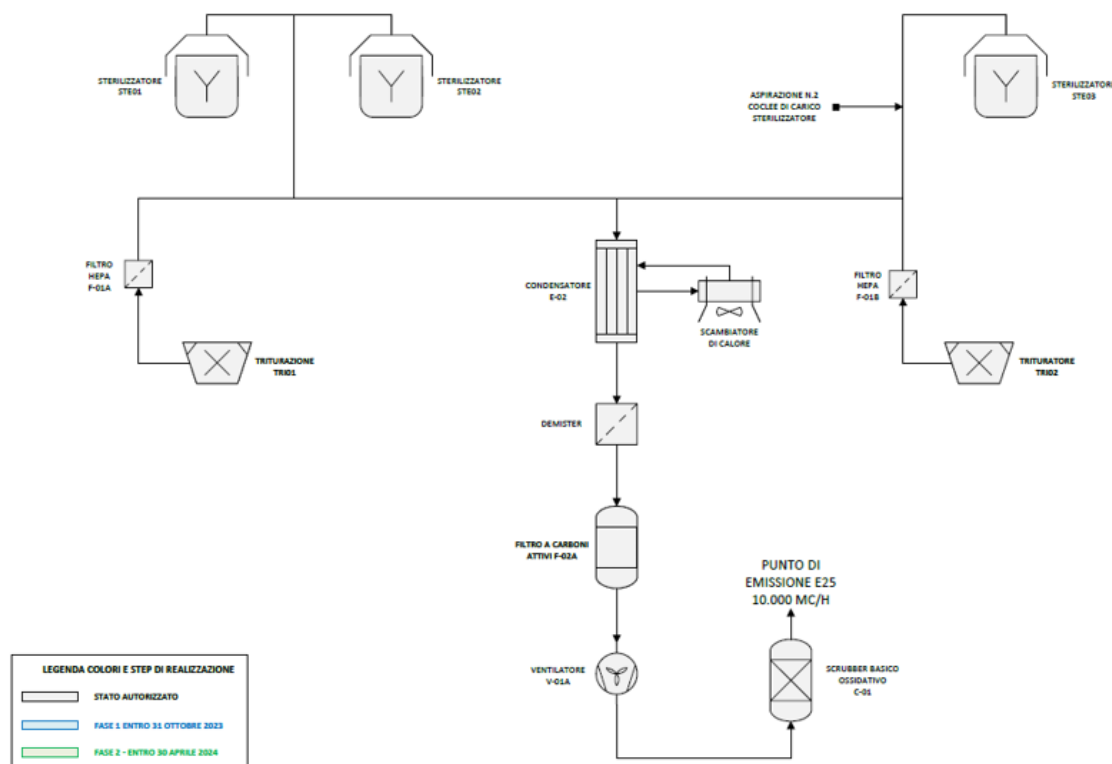 STERILIZZATORE
STE01
STERILIZZATORE
STE02
ASPIRAZIONE N.2
COCLEE DI CARICO
STERILIZZATORE
STERILIZZATORE
STE03
FILTRO
HEPA
F-01A
CONDENSATORE
E-02
SCAMBIATORE
DI CALORE
FILTRO
HEPA
F-01B
TRITURAZIONE
TRI01
TRITURATORE
TRI02
DEMISTER
FILTRO A CARBONI
ATTIVI F-02A
PUNTO DI
EMISSIONE E25
10.000 MC/H
VENTILATORE
V-01A
SCRUBBER BASICO
OSSIDATIVO
C-01
LEGENDA COLORI E STEP DI REALIZZAZIONE
STATO AUTORIZZATO
FASE 1 ENTRO 31 OTTOBRE 2023
FASE 2 - ENTRO 30 APRILE 2024